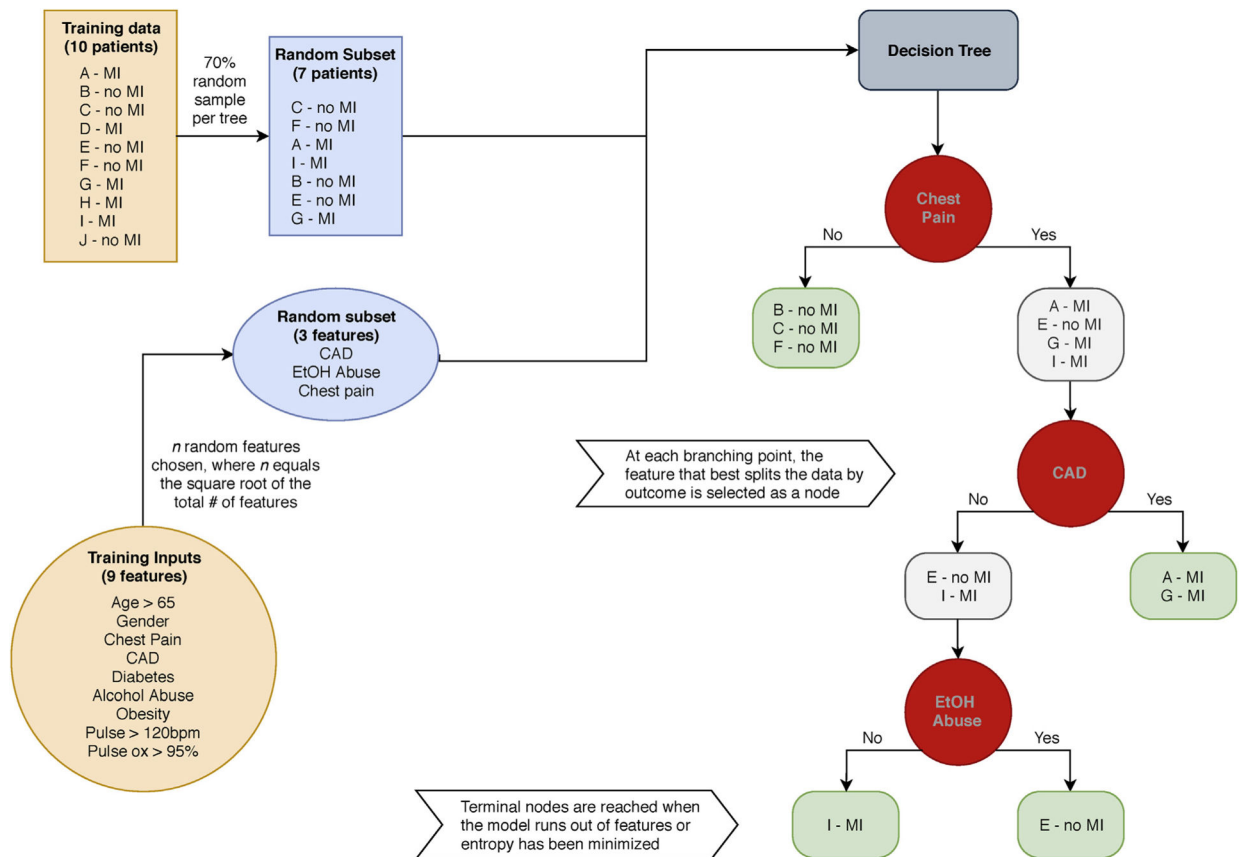 Training data
(10 patients)
A - MI
B - no MI
C - no MI
D - MI
E - no MI
F - no MI
G - MI
H - MI
I - MI
J - no MI
70%
random
sample
per tree
Random Subset
(7 patients)
C - no MI
F - no MI
A - MI
I - MI
B - no MI
E - no MI
G - MI
Decision Tree
Chest
Pain
No
Yes
B - no MI
C - no MI
F - no MI
A - MI
E - no MI
G - MI
I - MI
Random subset
(3 features)
CAD
EtOH Abuse
Chest pain
n random features
chosen, where n equals
the square root of the
total # of features
At each branching point, the
feature that best splits the data by
outcome is selected as a node
CAD
No
Yes
E - no MI
I - MI
A - MI
G - MI
Training Inputs
(9 features)
Age > 65
Gender
Chest Pain
CAD
Diabetes
Alcohol Abuse
Obesity
Pulse > 120bpm
Pulse ox > 95%
EtOH
Abuse
No
Yes
Terminal nodes are reached when
the model runs out of features or
entropy has been minimized
I - MI
E - no MI